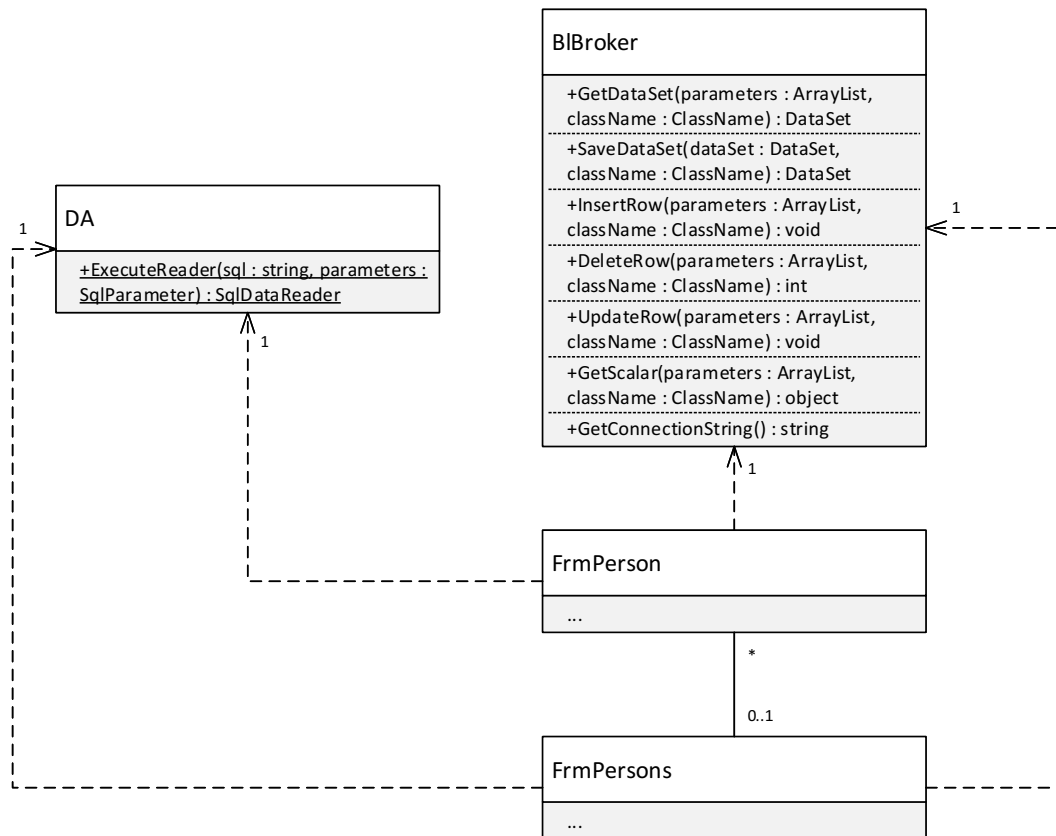 BlBroker
+GetDataSet(parameters : ArrayList,
className : ClassName) : DataSet
+SaveDataSet(dataSet : DataSet,
className : ClassName) : DataSet
+InsertRow(parameters : ArrayList,
className : ClassName) : void
+DeleteRow(parameters : ArrayList,
className : ClassName) : int
+UpdateRow(parameters : ArrayList,
className : ClassName) : void
+GetScalar(parameters : ArrayList,
className : ClassName) : object
+GetConnectionString() : string
1
1
DA
+ExecuteReader(sql : string, parameters :
SqlParameter) : SqlDataReader
1
1
FrmPerson
...
*
0..1
FrmPersons
...